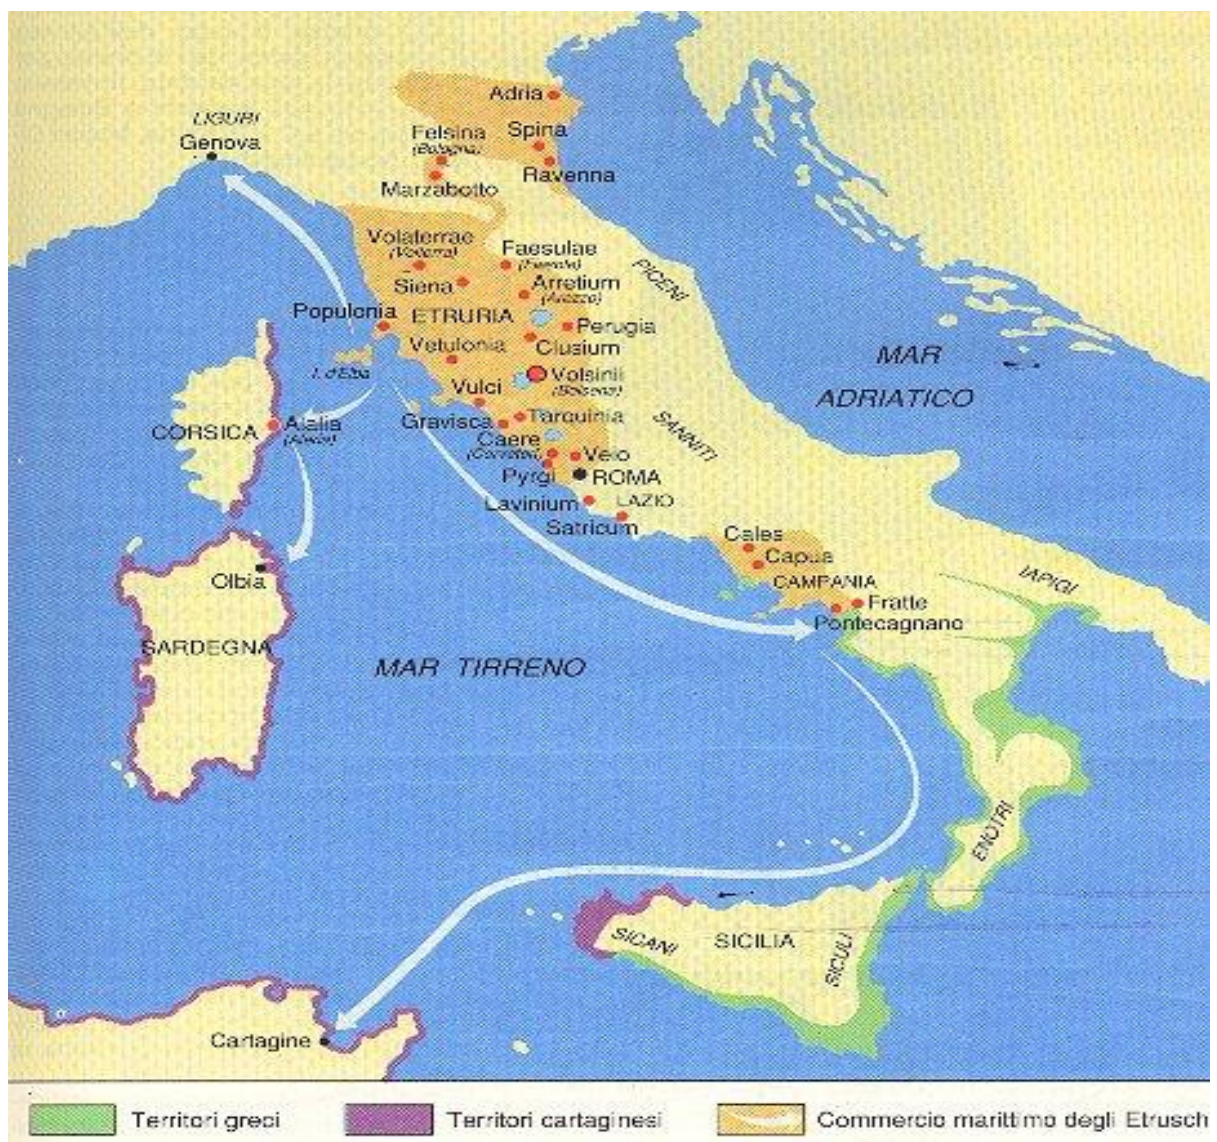 Adria
LIGURI
Genova
Felsina
(Bologna)
Spina
Marzabotto
Ravenna
Volaterrae
(Volterra)
Faesulae
(Fiesole)
PICENI
Siena
Arretium
(Arezzo)
Populonia
ETRURIA
Perugia
Vetulonia
Clusium
MAR
ADRIATICO
I. d'Elba
Volsinii
(Bolsena)
Vulci
SANNITI
CORSICA
Alalia
(Aleria)
Gravisca
Tarquinia
Caere
(Cerveteri)
Veio
Pyrgi
ROMA
Lavinium
LAZIO
Satricum
Cales
Capua
Olbia
CAMPANIA
IAPIGI
Fratte
Pontecagnano
SARDEGNA
MAR TIRRENO
ENOTRI
SICANI
SICILIA
SICULI
Cartagine
Territori greci
Territori cartaginesi
Commercio marittimo degli Etrusch